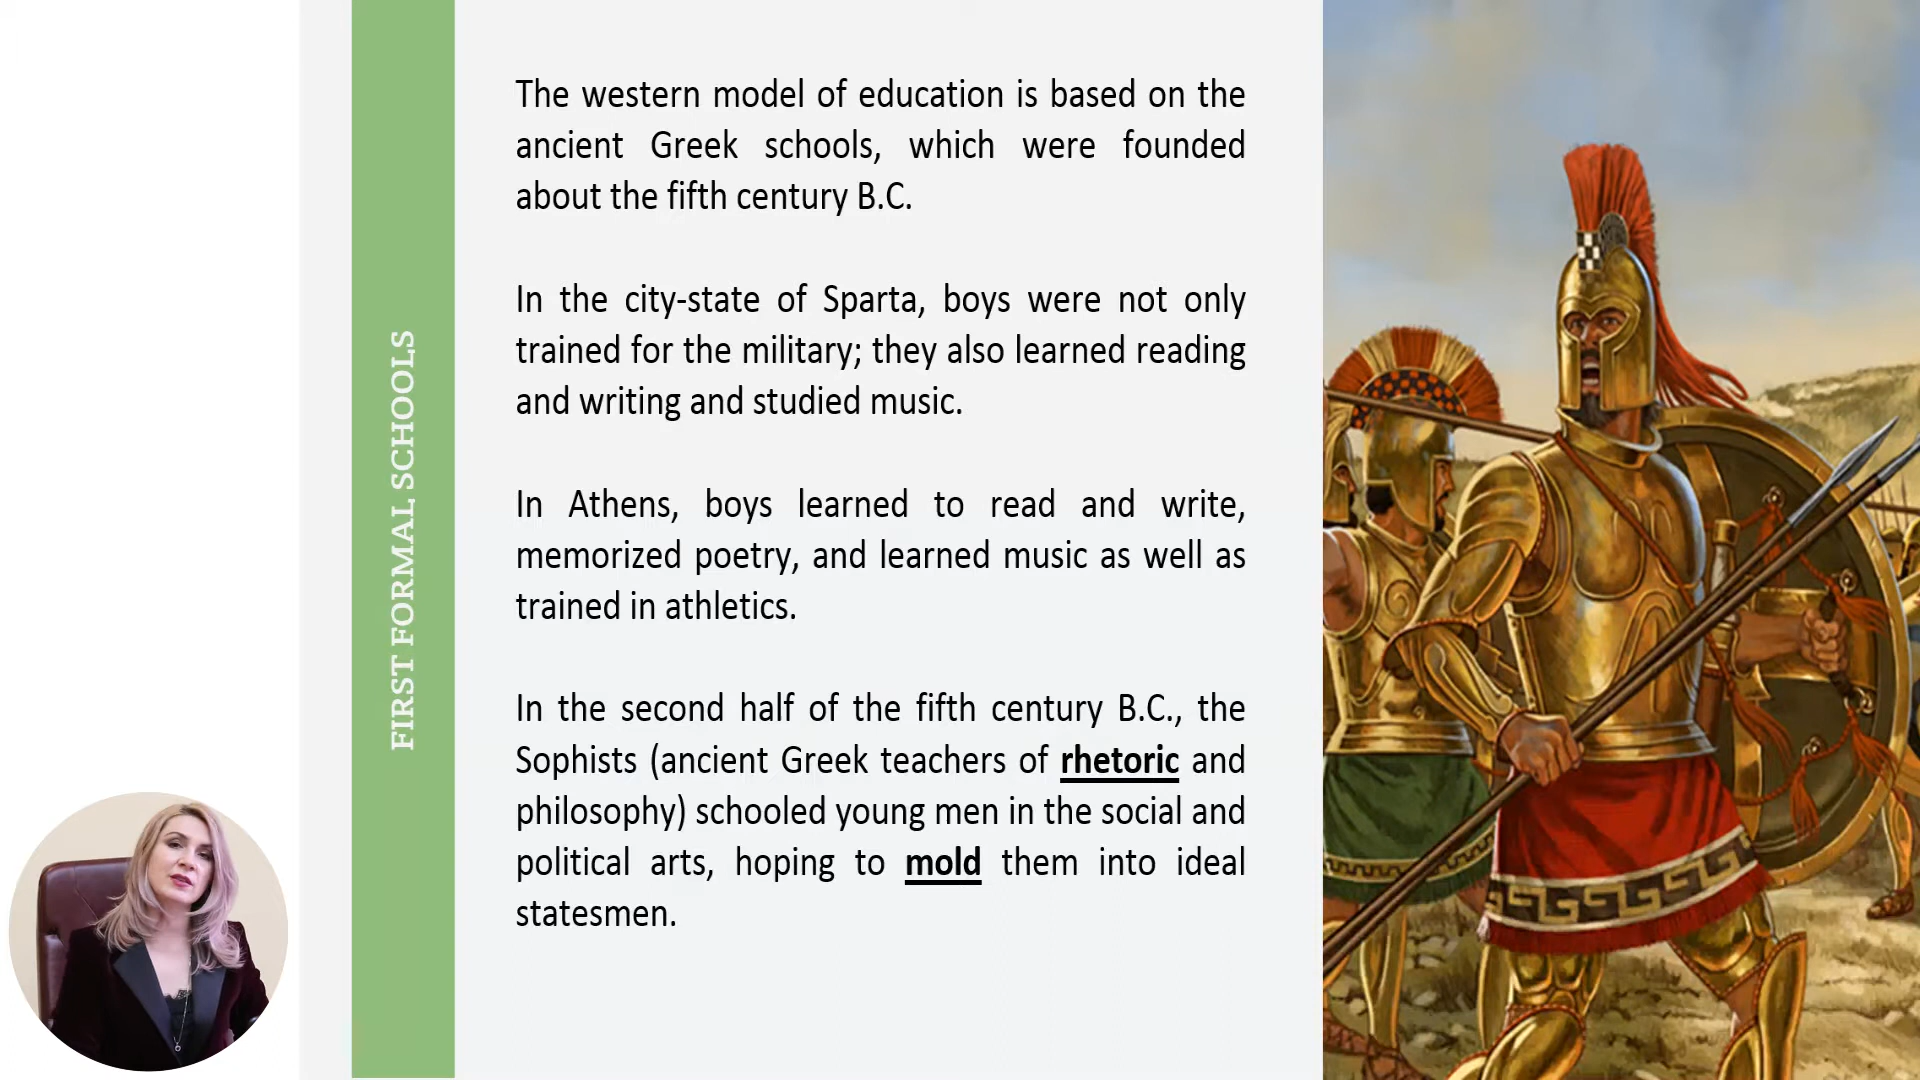 FIRST FORMAL SCHOOLS
The western model of education is based on the
ancient Greek schools, which were founded
about the fifth century B.C.
In the city-state of Sparta, boys were not only
trained for the military; they also learned reading
and writing and studied music.
In Athens, boys learned to read and write,
memorized poetry, and learned music as well as
trained in athletics.
In the second half of the fifth century B.C., the
Sophists (ancient Greek teachers of rhetoric and
philosophy) schooled young men in the social and
political arts, hoping to mold them into ideal
statesmen.